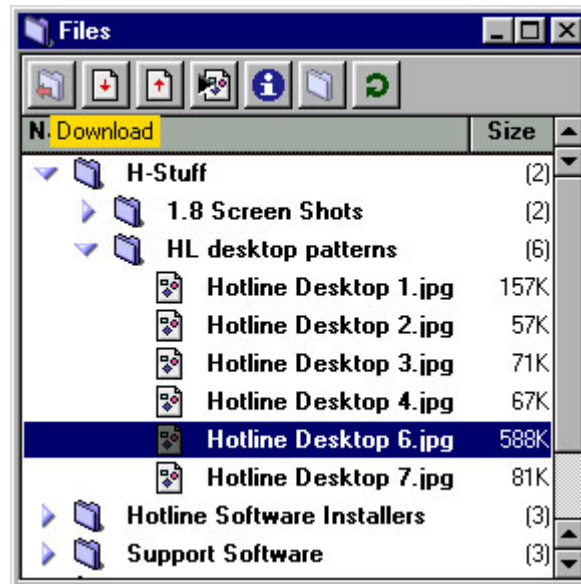 Files
N. Download Size
H-Stuff (2)
1.8 Screen Shots (2)
HL desktop patterns (6)
Hotline Desktop 1.jpg 157K
Hotline Desktop 2.jpg 57K
Hotline Desktop 3.jpg 71K
Hotline Desktop 4.jpg 67K
Hotline Desktop 6.jpg 588K
Hotline Desktop 7.jpg 81K
Hotline Software Installers (3)
Support Software (3)